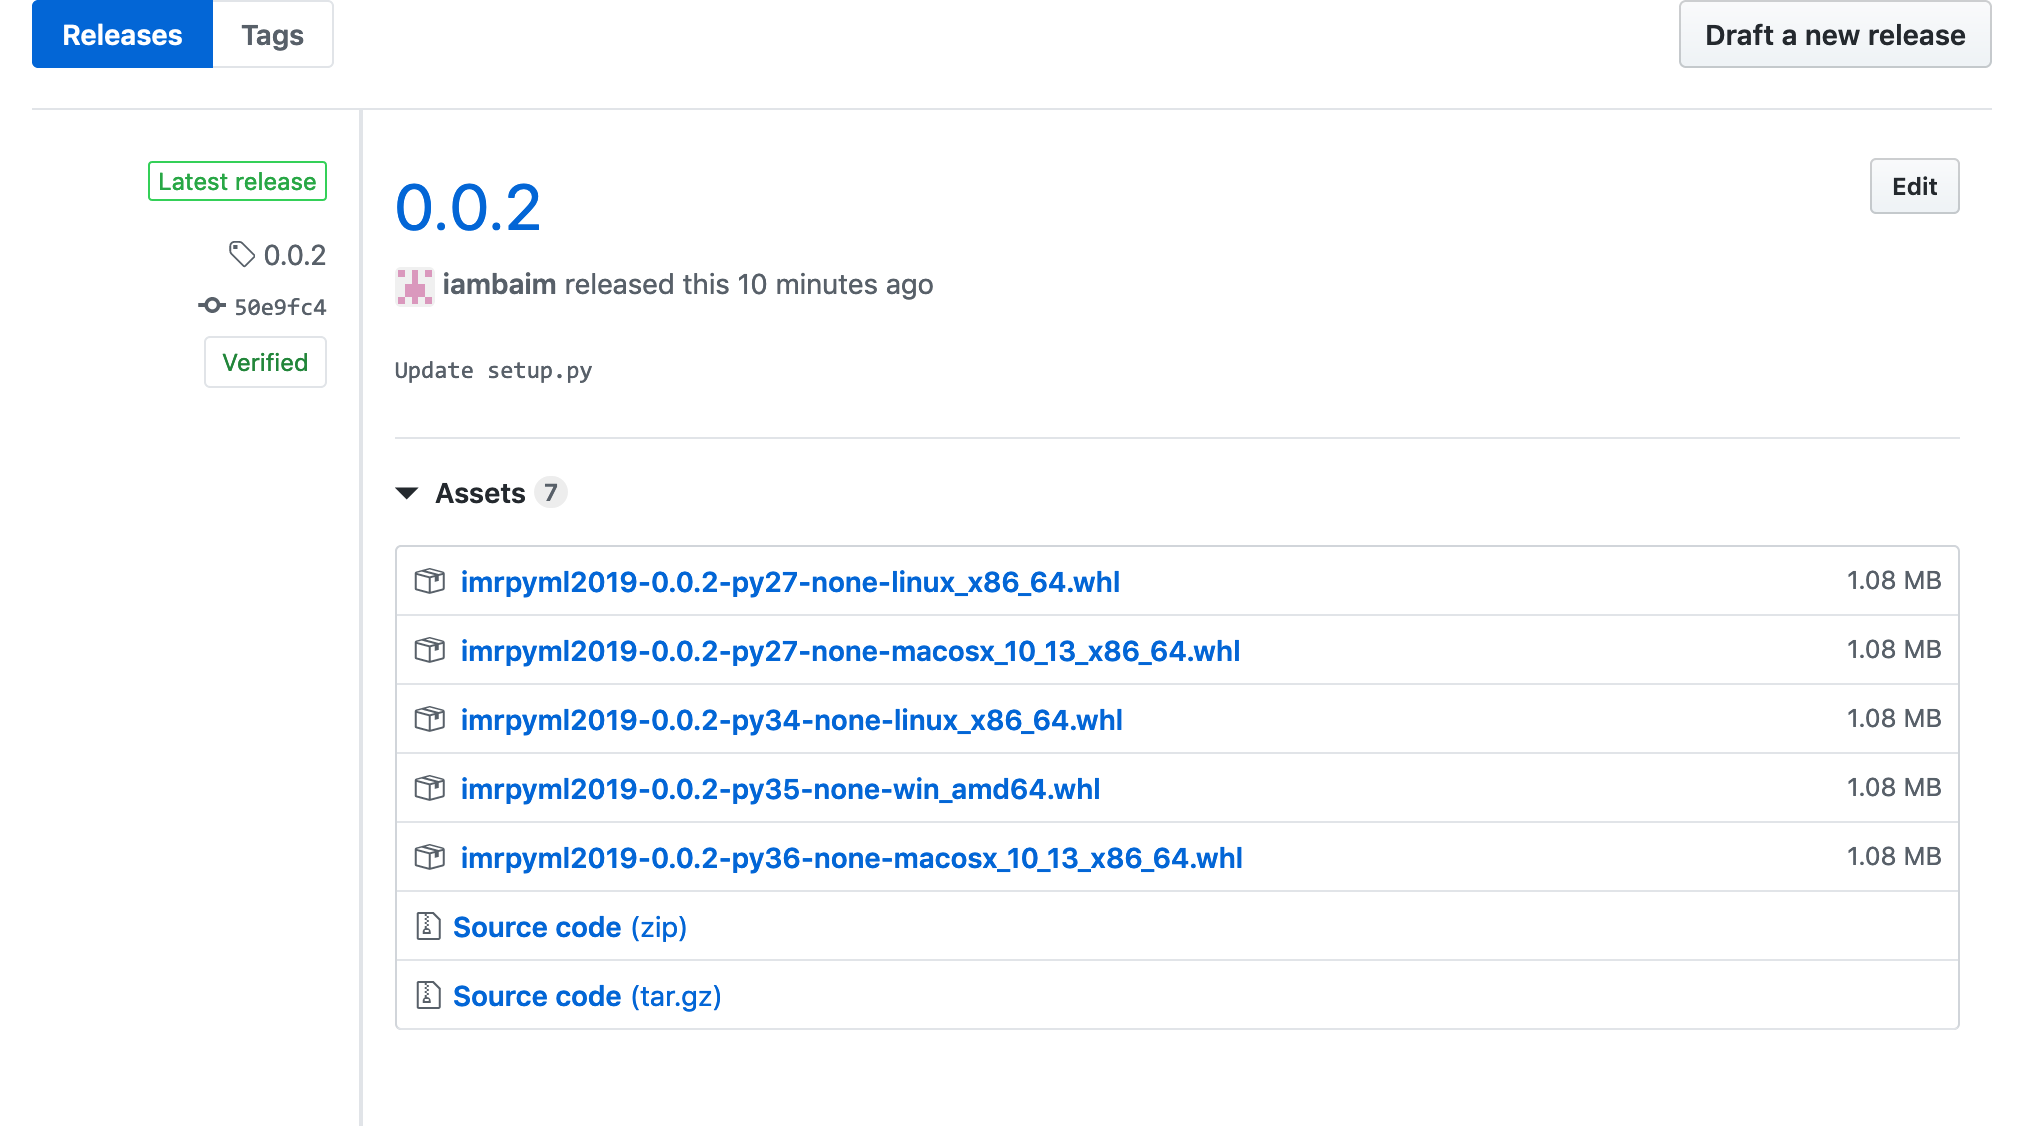 Releases Tags Draft a new release
Latest release
0.0.2
50e9fc4
Verified
0.0.2 Edit
iambaim released this 10 minutes ago
Update setup.py
Assets 7
imrpyml2019-0.0.2-py27-none-linux_x86_64.whl 1.08 MB
imrpyml2019-0.0.2-py27-none-macosx_10_13_x86_64.whl 1.08 MB
imrpyml2019-0.0.2-py34-none-linux_x86_64.whl 1.08 MB
imrpyml2019-0.0.2-py35-none-win_amd64.whl 1.08 MB
imrpyml2019-0.0.2-py36-none-macosx_10_13_x86_64.whl 1.08 MB
Source code (zip)
Source code (tar.gz)